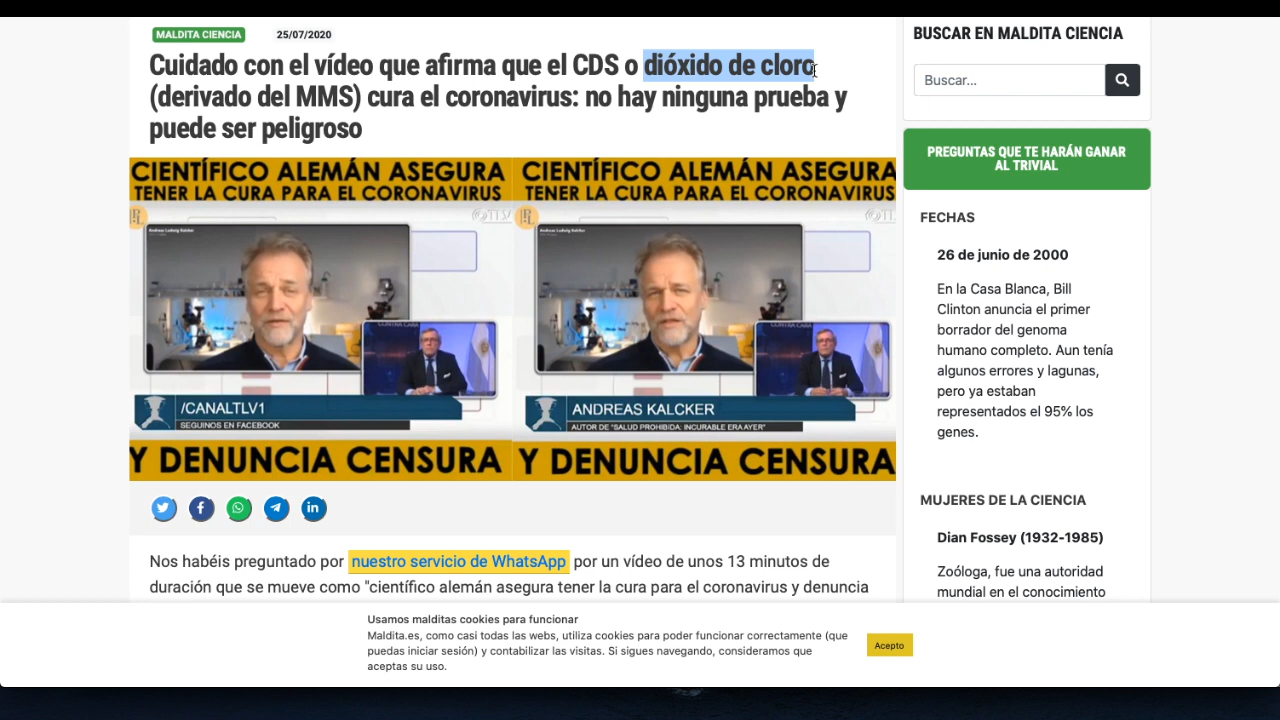 MALDITA CIENCIA
25/07/2020
Cuidado con el vídeo que afirma que el CDS o dióxido de cloro
(derivado del MMS) cura el coronavirus: no hay ninguna prueba y
puede ser peligroso
CIENTÍFICO ALEMÁN ASEGURA
TENER LA CURA PARA EL CORONAVIRUS
CIENTÍFICO ALEMÁN ASEGURA
TENER LA CURA PARA EL CORONAVIRUS
/CANALTLV1
SEGUINOS EN FACEBOOK
ANDREAS KALCKER
AUTOR DE "SALUD PROHIBIDA: INCURABLE ERA AYER"
Y DENUNCIA CENSURA
Y DENUNCIA CENSURA
Nos habéis preguntado por nuestro servicio de WhatsApp por un vídeo de unos 13 minutos de
duración que se mueve como "científico alemán asegura tener la cura para el coronavirus y denuncia
BUSCAR EN MALDITA CIENCIA
Buscar...
PREGUNTAS QUE TE HARÁN GANAR
AL TRIVIAL
FECHAS
26 de junio de 2000
En la Casa Blanca, Bill
Clinton anuncia el primer
borrador del genoma
humano completo. Aun tenía
algunos errores y lagunas,
pero ya estaban
representados el 95% los
genes.
MUJERES DE LA CIENCIA
Dian Fossey (1932-1985)
Zoóloga, fue una autoridad
mundial en el conocimiento
Usamos malditas cookies para funcionar
Maldita.es, como casi todas las webs, utiliza cookies para poder funcionar correctamente (que
puedas iniciar sesión) y contabilizar las visitas. Si sigues navegando, consideramos que
aceptas su uso.
Acepto